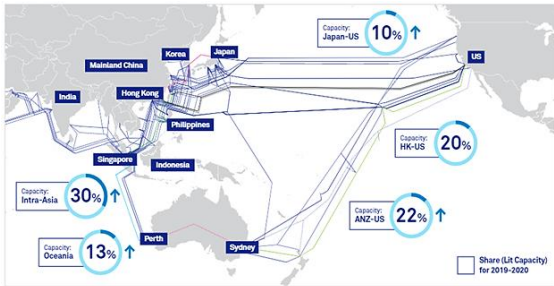 Capacity:
Japan-US
10%
Korea
Japan
US
Mainland China
India
Hong Kong
Philippines
Singapore
Indonesia
Capacity:
HK-US
20%
Capacity:
Intra-Asia
30%
Capacity:
ANZ-US
22%
Capacity:
Oceania
13%
Perth
Sydney
Share (Lit Capacity)
for 2019-2020